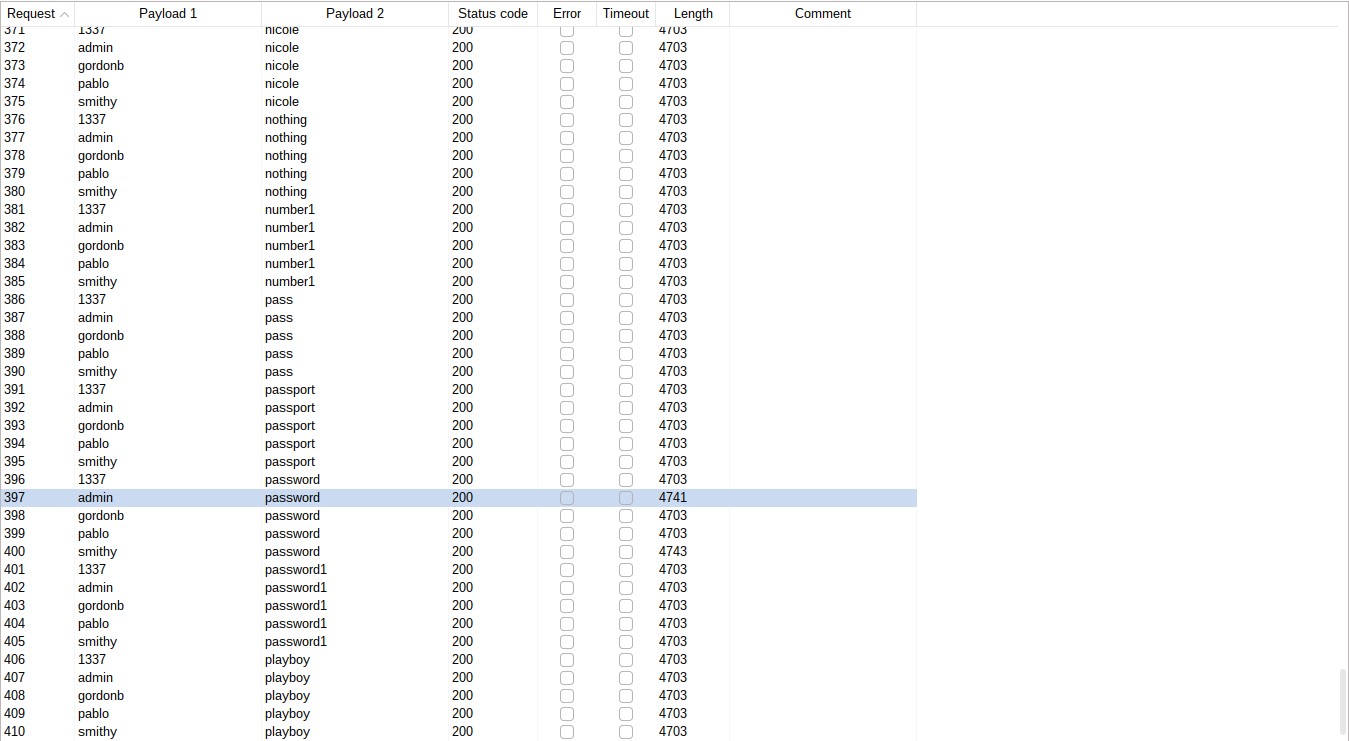 Request Payload 1 Payload 2 Status code Error Timeout Length Comment
371 1337 nicole 200 4703
372 admin nicole 200 4703
373 gordonb nicole 200 4703
374 pablo nicole 200 4703
375 smithy nicole 200 4703
376 1337 nothing 200 4703
377 admin nothing 200 4703
378 gordonb nothing 200 4703
379 pablo nothing 200 4703
380 smithy nothing 200 4703
381 1337 number1 200 4703
382 admin number1 200 4703
383 gordonb number1 200 4703
384 pablo number1 200 4703
385 smithy number1 200 4703
386 1337 pass 200 4703
387 admin pass 200 4703
388 gordonb pass 200 4703
389 pablo pass 200 4703
390 smithy pass 200 4703
391 1337 passport 200 4703
392 admin passport 200 4703
393 gordonb passport 200 4703
394 pablo passport 200 4703
395 smithy passport 200 4703
396 1337 password 200 4703
397 admin password 200 4741
398 gordonb password 200 4703
399 pablo password 200 4703
400 smithy password 200 4743
401 1337 password1 200 4703
402 admin password1 200 4703
403 gordonb password1 200 4703
404 pablo password1 200 4703
405 smithy password1 200 4703
406 1337 playboy 200 4703
407 admin playboy 200 4703
408 gordonb playboy 200 4703
409 pablo playboy 200 4703
410 smithy playboy 200 4703